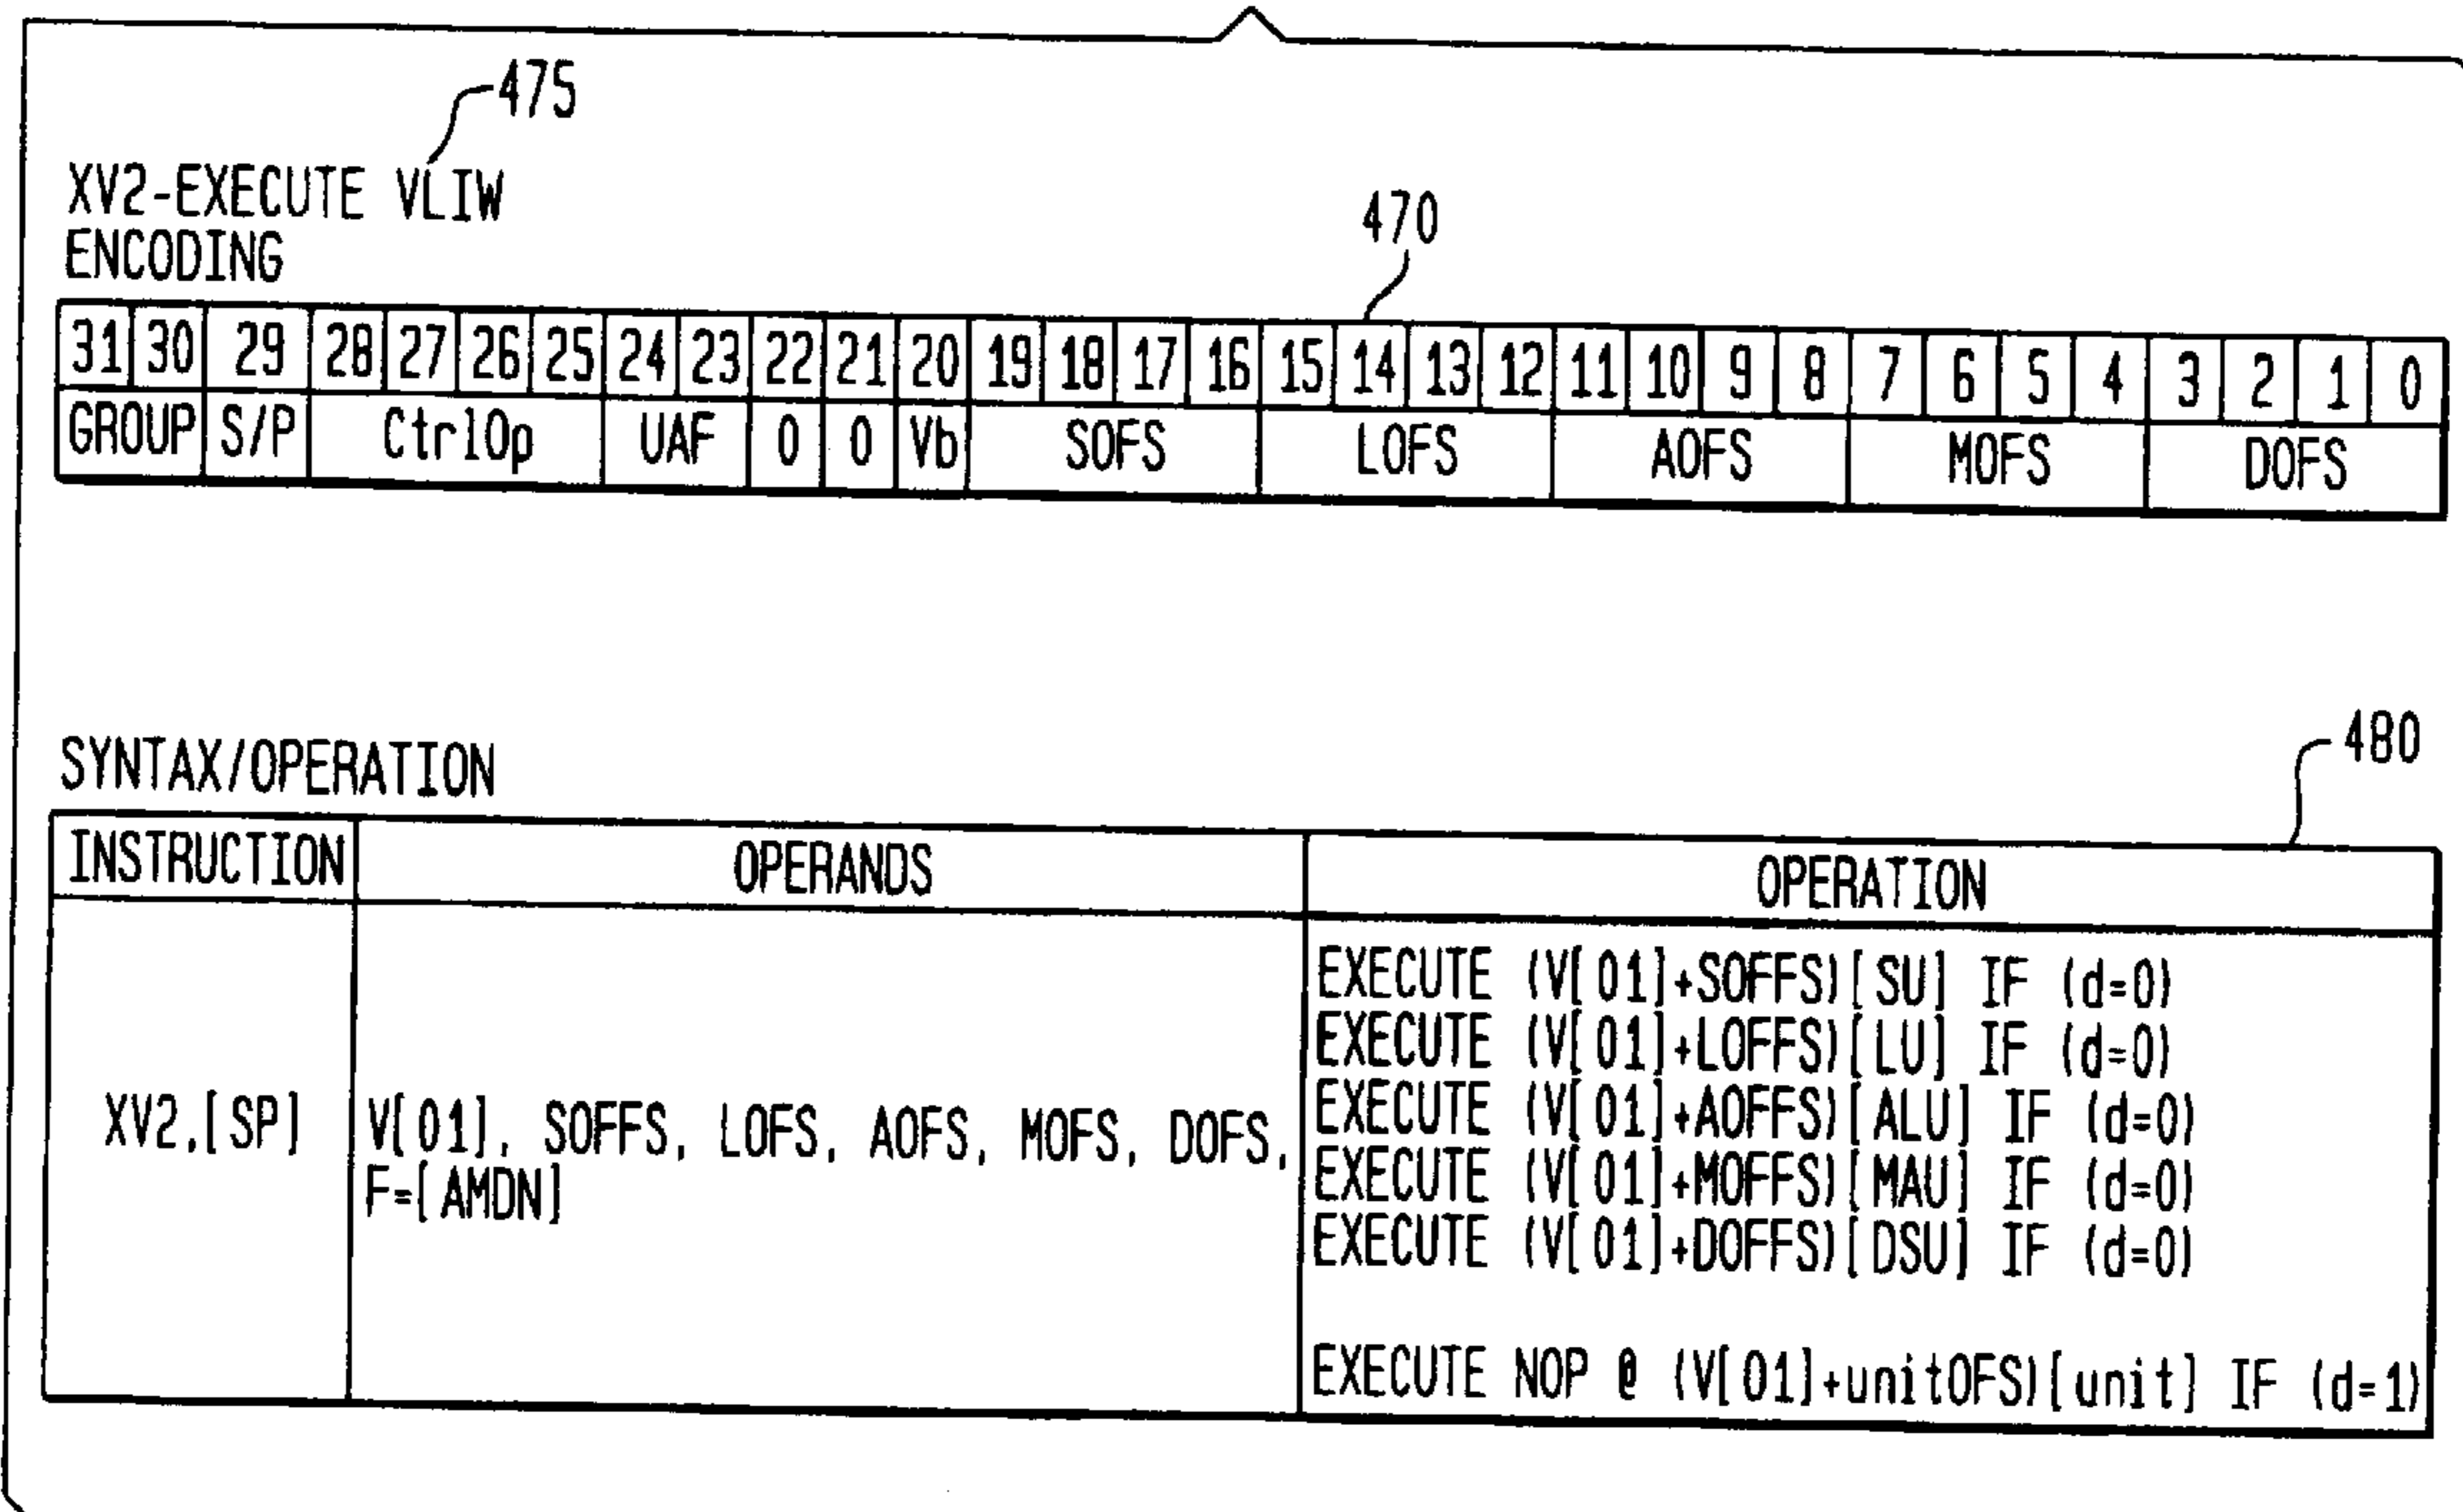 475
XV2-EXECUTE VLIW
ENCODING
470
31 30 29 28 27 26 25 24 23 22 21 20 19 18 17 16 15 14 13 12 11 10 9 8 7 6 5 4 3 2 1 0
GROUP S/P CtrlOp UAF 0 0 Vb SOFS LOFS AOFS MOFS DOFS
480
SYNTAX/OPERATION
INSTRUCTION OPERANDS OPERATION
XV2.[SP]
V[01], SOFFS, LOFS, AOFS, MOFS, DOFS,
F=[AMDN]
EXECUTE (V[01]+SOFFS)[SU] IF (d=0)
EXECUTE (V[01]+LOFFS)[LU] IF (d=0)
EXECUTE (V[01]+AOFFS)[ALU] IF (d=0)
EXECUTE (V[01]+MOFFS)[MAU] IF (d=0)
EXECUTE (V[01]+DOFFS)[DSU] IF (d=0)
EXECUTE NOP @ (V[01]+unitOFS)[unit] IF (d=1)